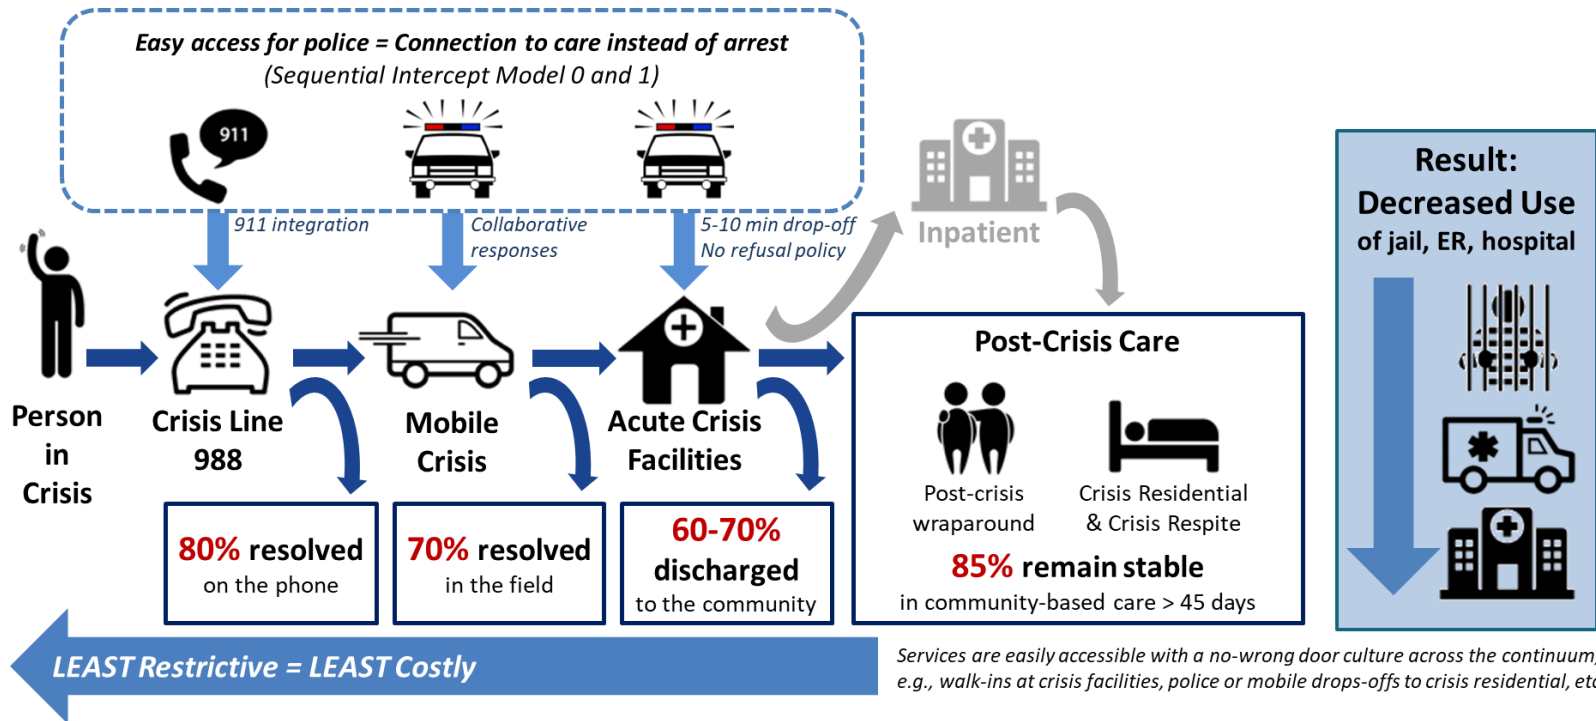 Easy access for police = Connection to care instead of arrest
(Sequential Intercept Model 0 and 1)
911
911 integration
Collaborative
responses
5-10 min drop-off
No refusal policy
Inpatient
Person
in
Crisis
Crisis Line
988
Mobile
Crisis
Acute Crisis
Facilities
80% resolved
on the phone
70% resolved
in the field
60-70%
discharged
to the community
Post-Crisis Care
Post-crisis
wraparound
Crisis Residential
& Crisis Respite
85% remain stable
in community-based care > 45 days
Result:
Decreased Use
of jail, ER, hospital
LEAST Restrictive = LEAST Costly
Services are easily accessible with a no-wrong door culture across the continuum,
e.g., walk-ins at crisis facilities, police or mobile drops-offs to crisis residential, etc